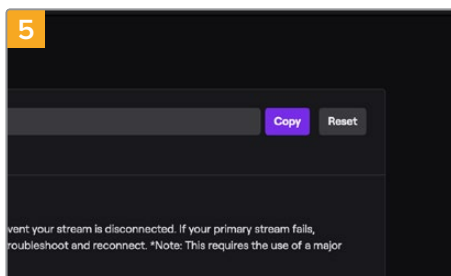 5
Copy Reset
vent your stream is disconnected. If your primary stream fails,
roubleshoot and reconnect. *Note: This requires the use of a major